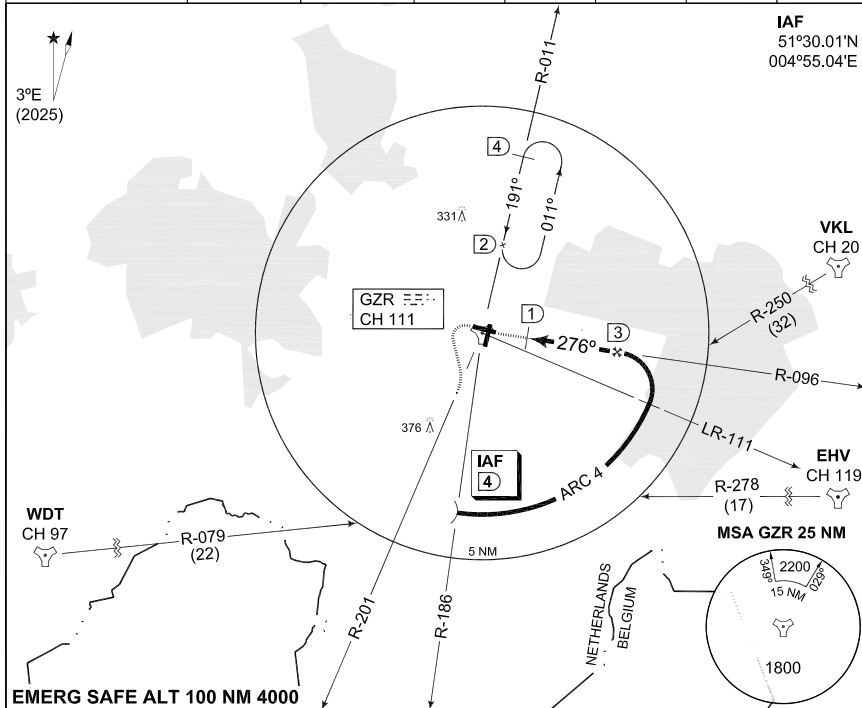 IAF
51º30.01'N
004º55.04'E
3ºE
(2025)
R-011
4
191º
011º
331
2
VKL
CH 20
R-250
(32)
GZR
CH 111
1
3
276º
R-096
376
LR-111
IAF
4
ARC 4
EHV
CH 119
R-278
(17)
WDT
CH 97
R-079
(22)
5 NM
MSA GZR 25 NM
349º
2200
029º
15 NM
1800
R-201
R-186
NETHERLANDS
BELGIUM
EMERG SAFE ALT 100 NM 4000